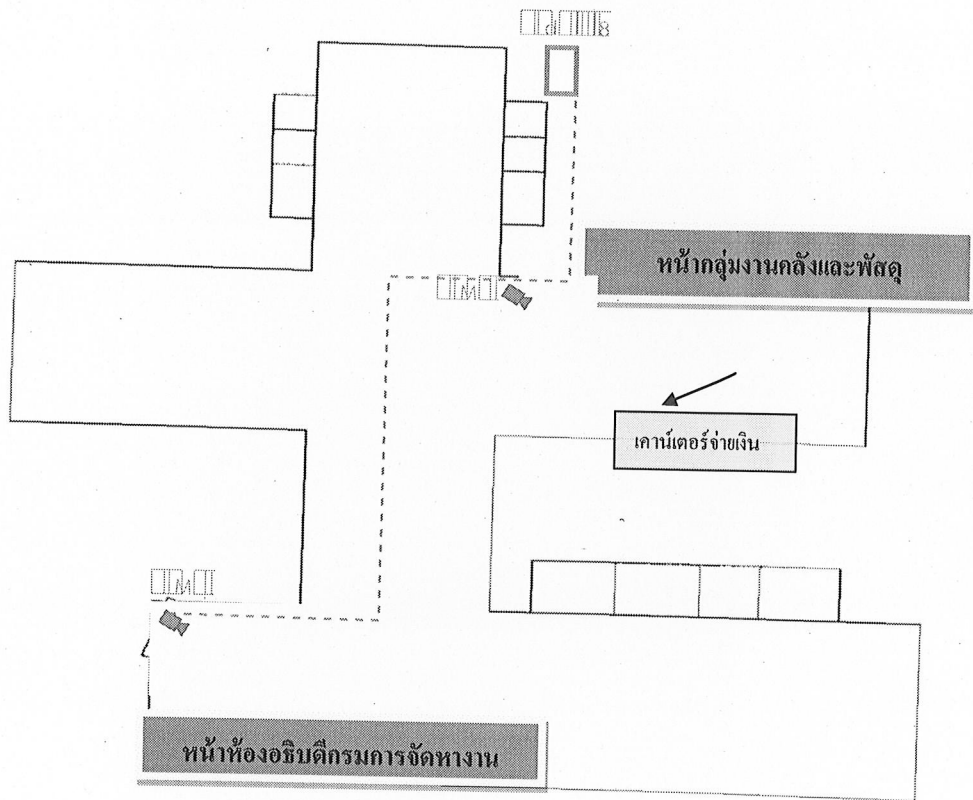 หน้ากลุ่มงานคลังและพัสดุ
เคาน์เตอร์จ่ายเงิน
หน้าห้องอธิบดีกรมการจัดหางาน